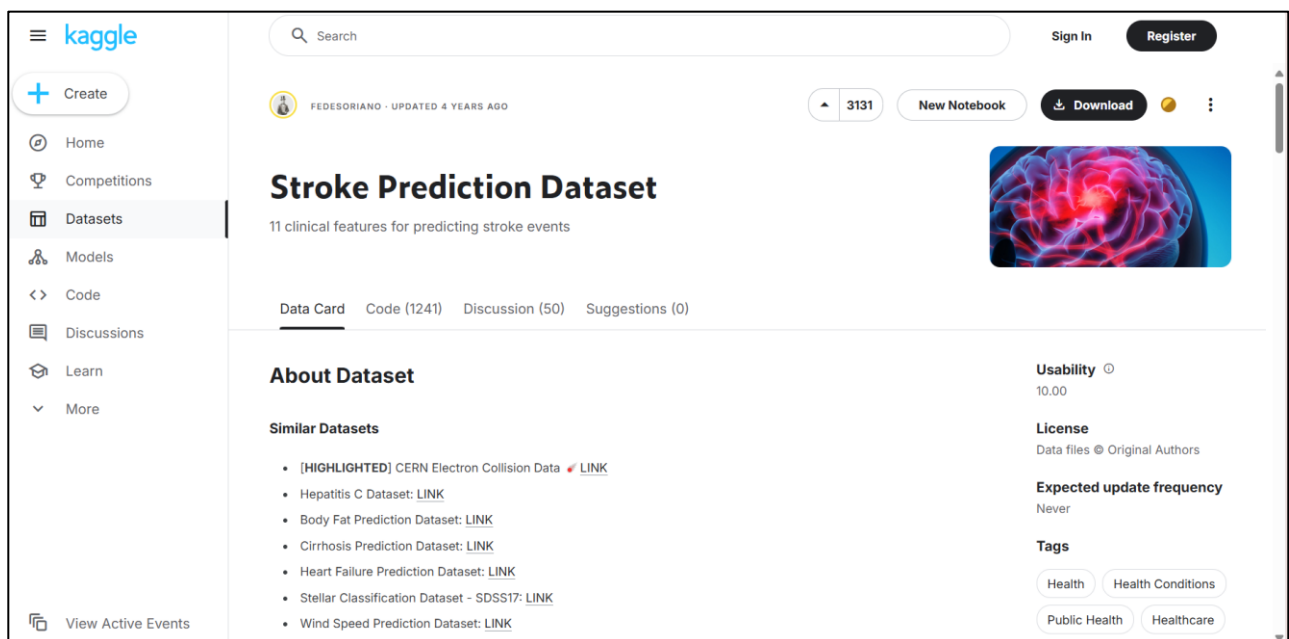 kaggle
Search
Sign In
Register
Create
Home
Competitions
Datasets
Models
Code
Discussions
Learn
More
View Active Events
FEDESORIANO · UPDATED 4 YEARS AGO
3131
New Notebook
Download
Stroke Prediction Dataset
11 clinical features for predicting stroke events
Data Card Code (1241) Discussion (50) Suggestions (0)
About Dataset
Similar Datasets
• [HIGHLIGHTED] CERN Electron Collision Data ☄️ LINK
• Hepatitis C Dataset: LINK
• Body Fat Prediction Dataset: LINK
• Cirrhosis Prediction Dataset: LINK
• Heart Failure Prediction Dataset: LINK
• Stellar Classification Dataset - SDSS17: LINK
• Wind Speed Prediction Dataset: LINK
Usability
10.00
License
Data files © Original Authors
Expected update frequency
Never
Tags
Health Health Conditions
Public Health Healthcare